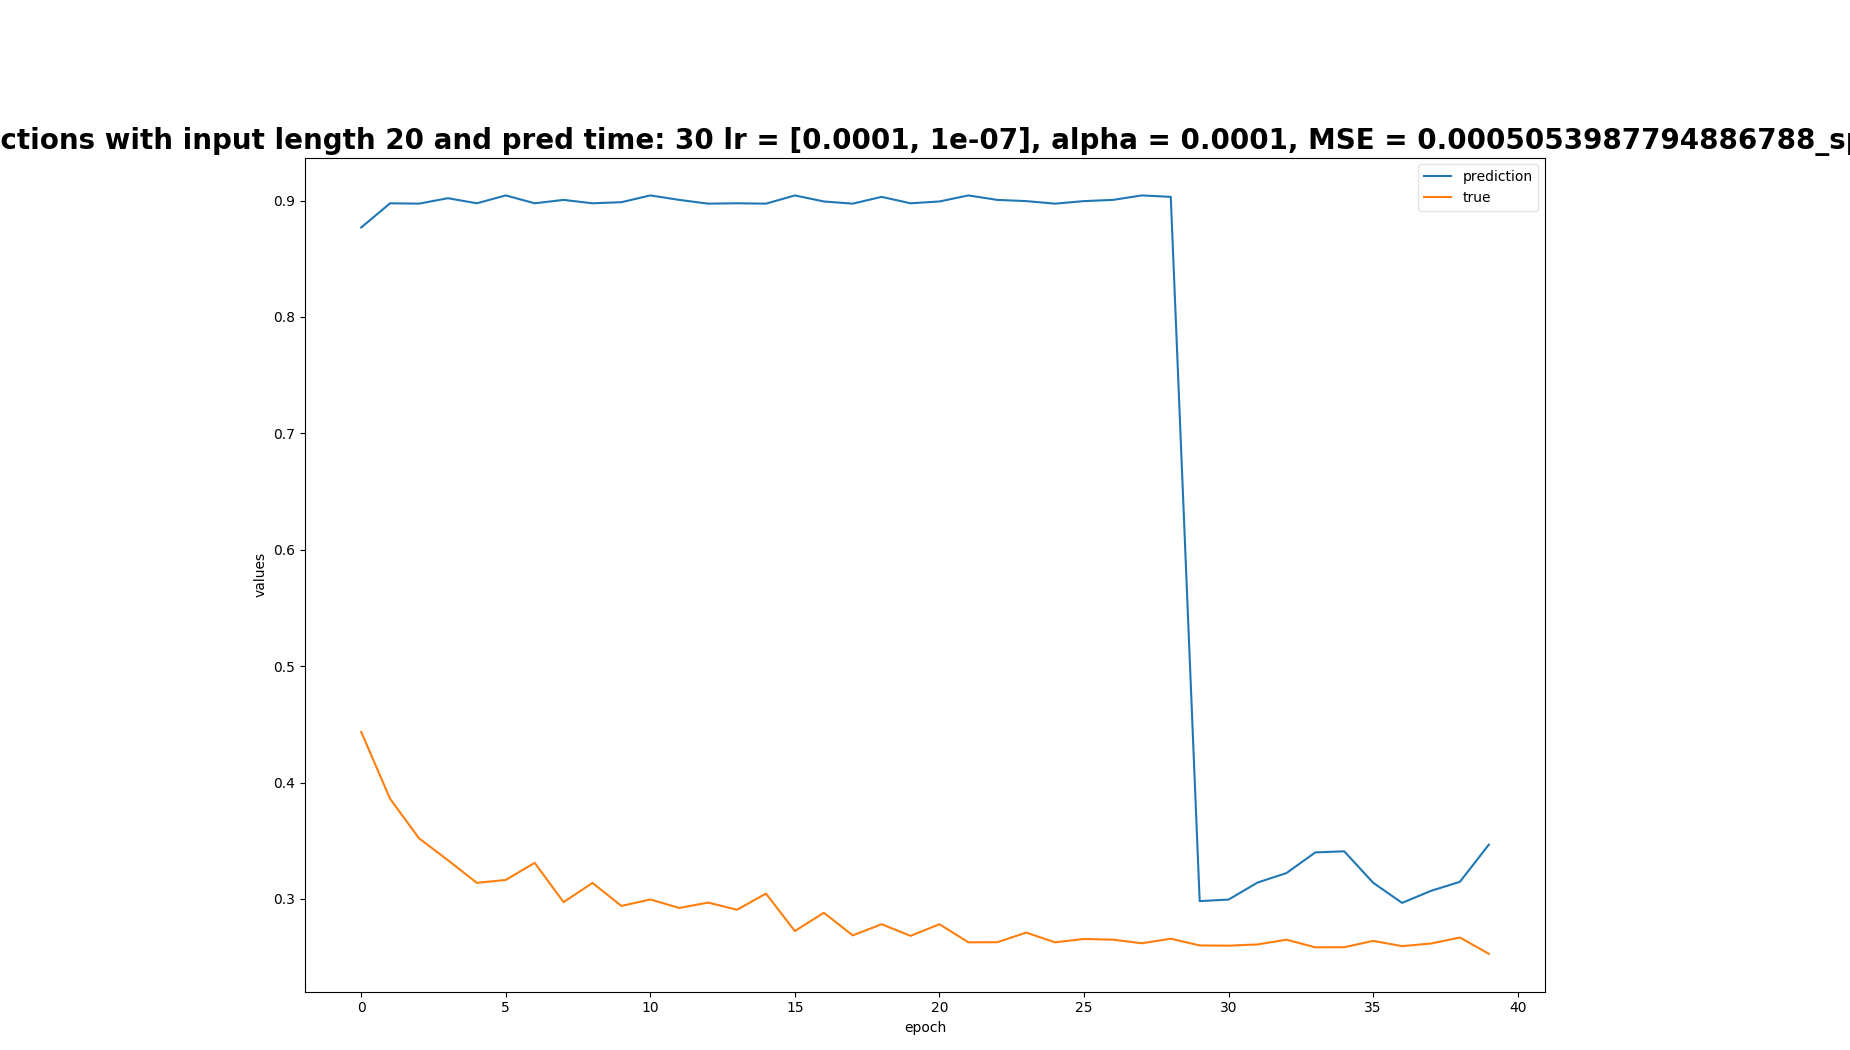 ctions with input length 20 and pred time: 30 lr = [0.0001, 1e-07], alpha = 0.0001, MSE = 0.0005053987794886788_sp
prediction
true
0.9
0.8
0.7
0.6
0.5
0.4
0.3
values
0 5 10 15 20 25 30 35 40
epoch